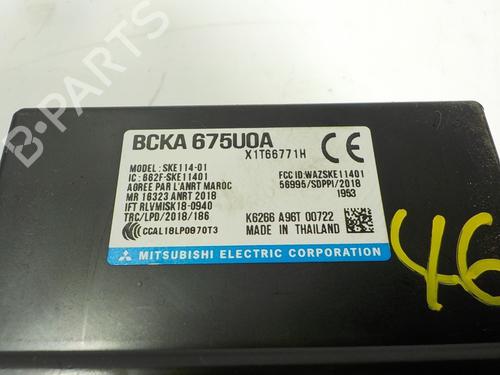 BCKA 675U0A
X1T66771H
MODEL: SKE114-01
IC: 662F-SKE11401
AGREE PAR L'ANRT MAROC
MR 16323 ANRT 2018
IFT RLVMISK18-0940
TRC/LPD/2018/186
CCAL18LP0970T3
CE
FCC ID:WAZSKE11401
56995/SDPPI/2018
1953
K6266 A96T 00722
MADE IN THAILAND
MITSUBISHI ELECTRIC CORPORATION
46
B-PARTS